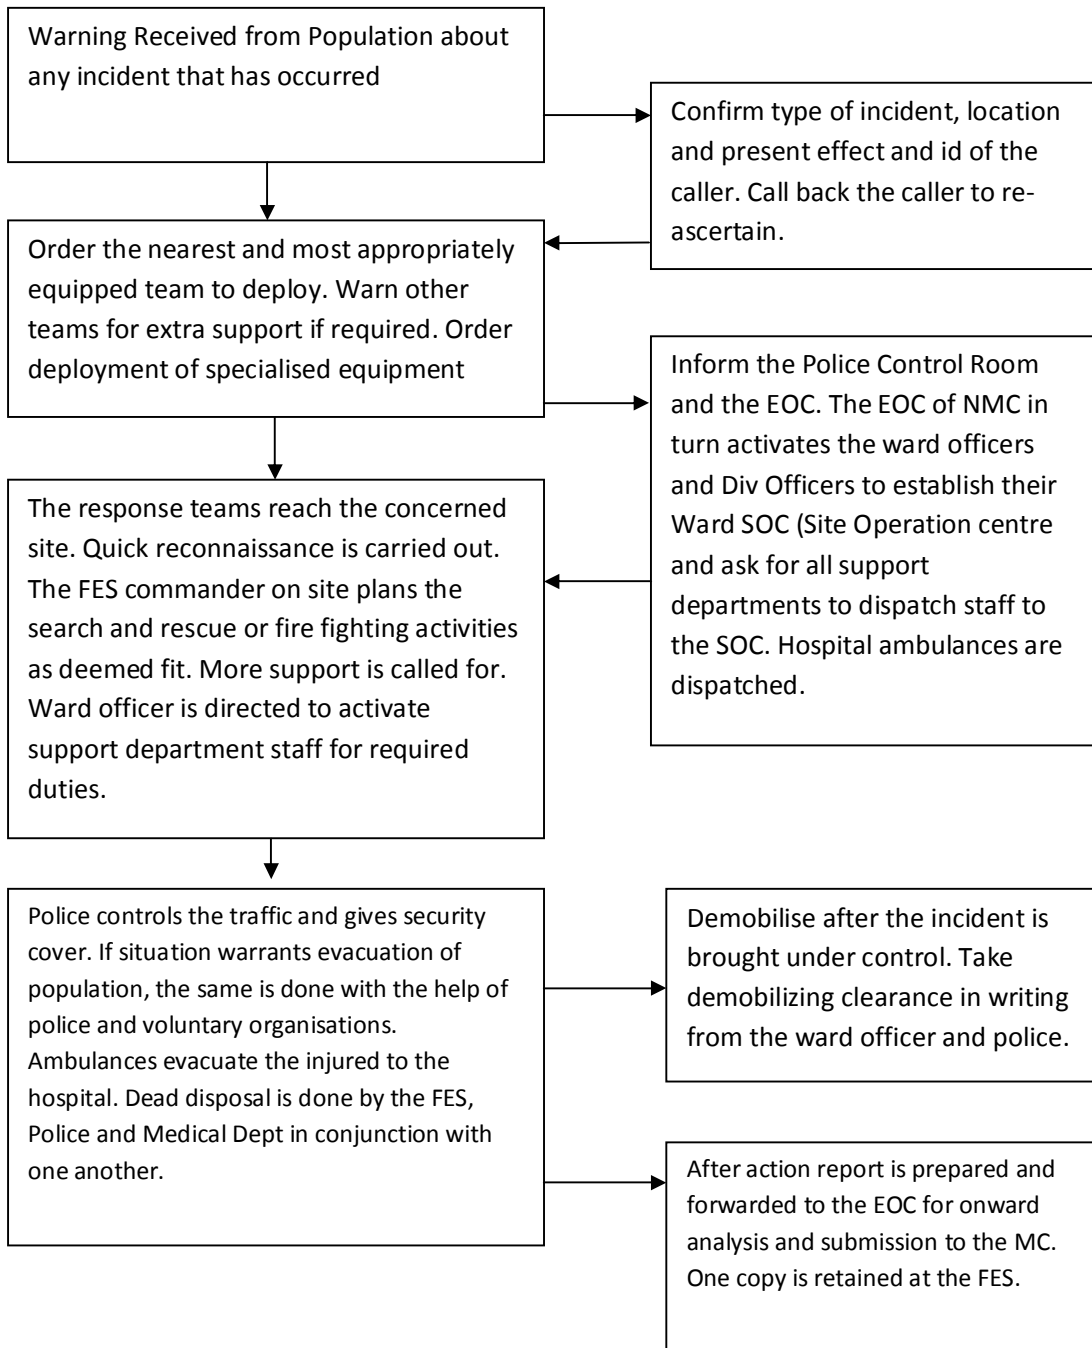 Warning Received from Population about
any incident that has occurred
Confirm type of incident, location
and present effect and id of the
caller. Call back the caller to re-
ascertain.
Order the nearest and most appropriately
equipped team to deploy. Warn other
teams for extra support if required. Order
deployment of specialised equipment
Inform the Police Control Room
and the EOC. The EOC of NMC in
turn activates the ward officers
and Div Officers to establish their
Ward SOC (Site Operation centre
and ask for all support
departments to dispatch staff to
the SOC. Hospital ambulances are
dispatched.
The response teams reach the concerned
site. Quick reconnaissance is carried out.
The FES commander on site plans the
search and rescue or fire fighting activities
as deemed fit. More support is called for.
Ward officer is directed to activate
support department staff for required
duties.
Police controls the traffic and gives security
cover. If situation warrants evacuation of
population, the same is done with the help of
police and voluntary organisations.
Ambulances evacuate the injured to the
hospital. Dead disposal is done by the FES,
Police and Medical Dept in conjunction with
one another.
Demobilise after the incident is
brought under control. Take
demobilizing clearance in writing
from the ward officer and police.
After action report is prepared and
forwarded to the EOC for onward
analysis and submission to the MC.
One copy is retained at the FES.